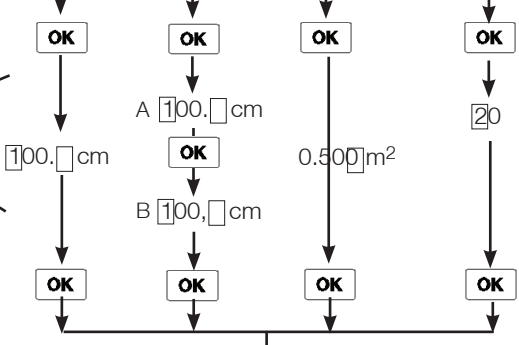 OK OK OK OK
A 100.□ cm
20
OK
100.□ cm
0.500□m²
B 100,□ cm
OK OK OK OK